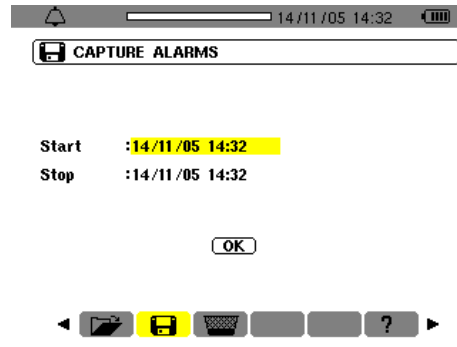 14/11/05 14:32
CAPTURE ALARMS
Start :14/11/05 14:32
Stop :14/11/05 14:32
OK
?